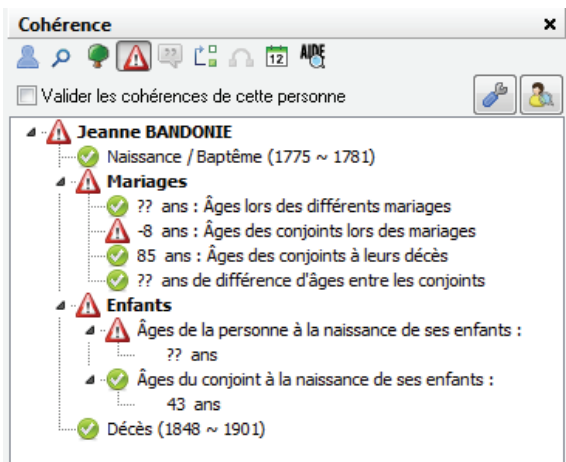 Cohérence
12 AIDE
Valider les cohérences de cette personne
Jeanne BANDONIE
Naissance / Baptême (1775 ~ 1781)
Mariages
?? ans : Âges lors des différents mariages
-8 ans : Âges des conjoints lors des mariages
85 ans : Âges des conjoints à leurs décès
?? ans de différence d'âges entre les conjoints
Enfants
Âges de la personne à la naissance de ses enfants :
?? ans
Âges du conjoint à la naissance de ses enfants :
43 ans
Décès (1848 ~ 1901)